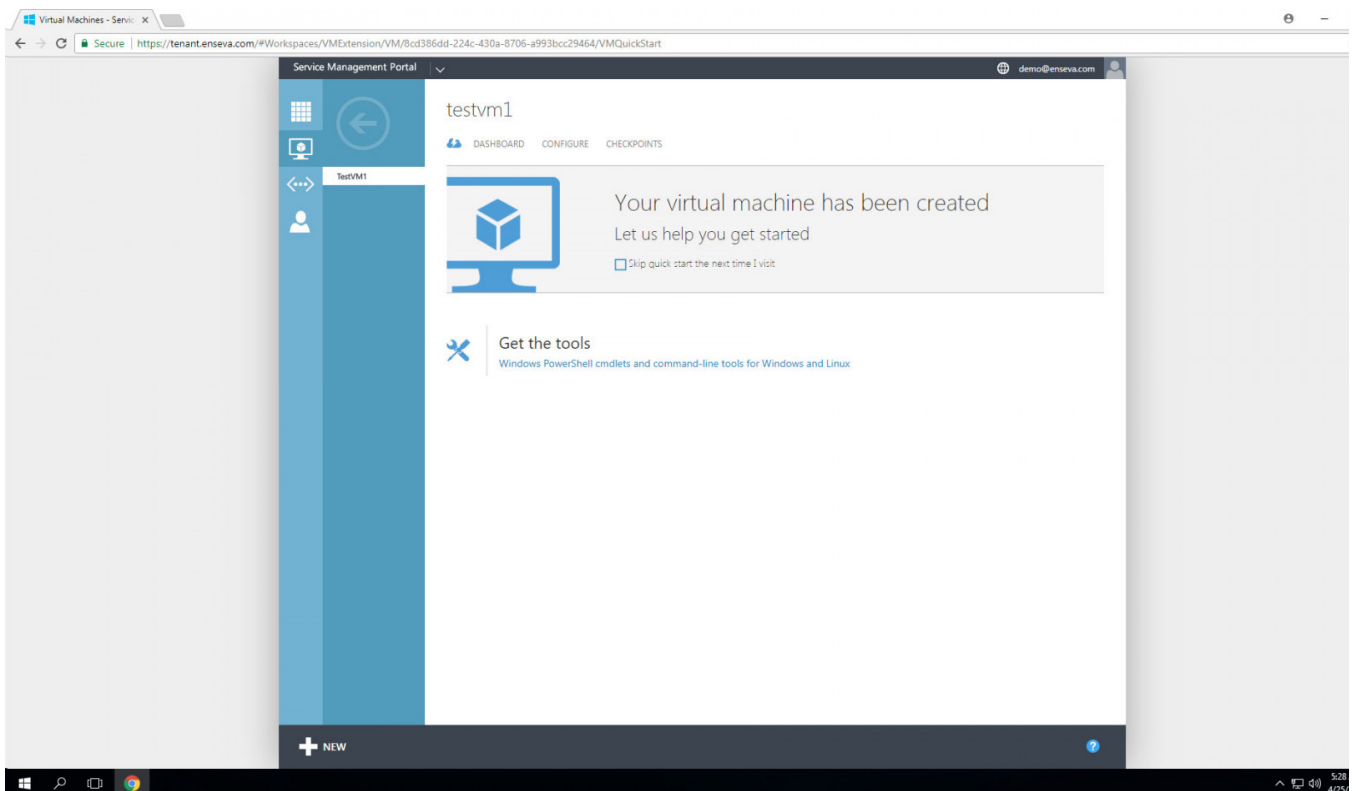 Virtual Machines - Servic
Secure | https://tenant.enseva.com/#Workspaces/VMExtension/VM/8cd386dd-224c-430a-8706-a993bcc29464/VMQuickStart
Service Management Portal
demo@enseva.com
testvm1
DASHBOARD CONFIGURE CHECKPOINTS
TestVM1
Your virtual machine has been created
Let us help you get started
Skip quick start the next time I visit
Get the tools
Windows PowerShell cmdlets and command-line tools for Windows and Linux
NEW
?
5:28
4/25/